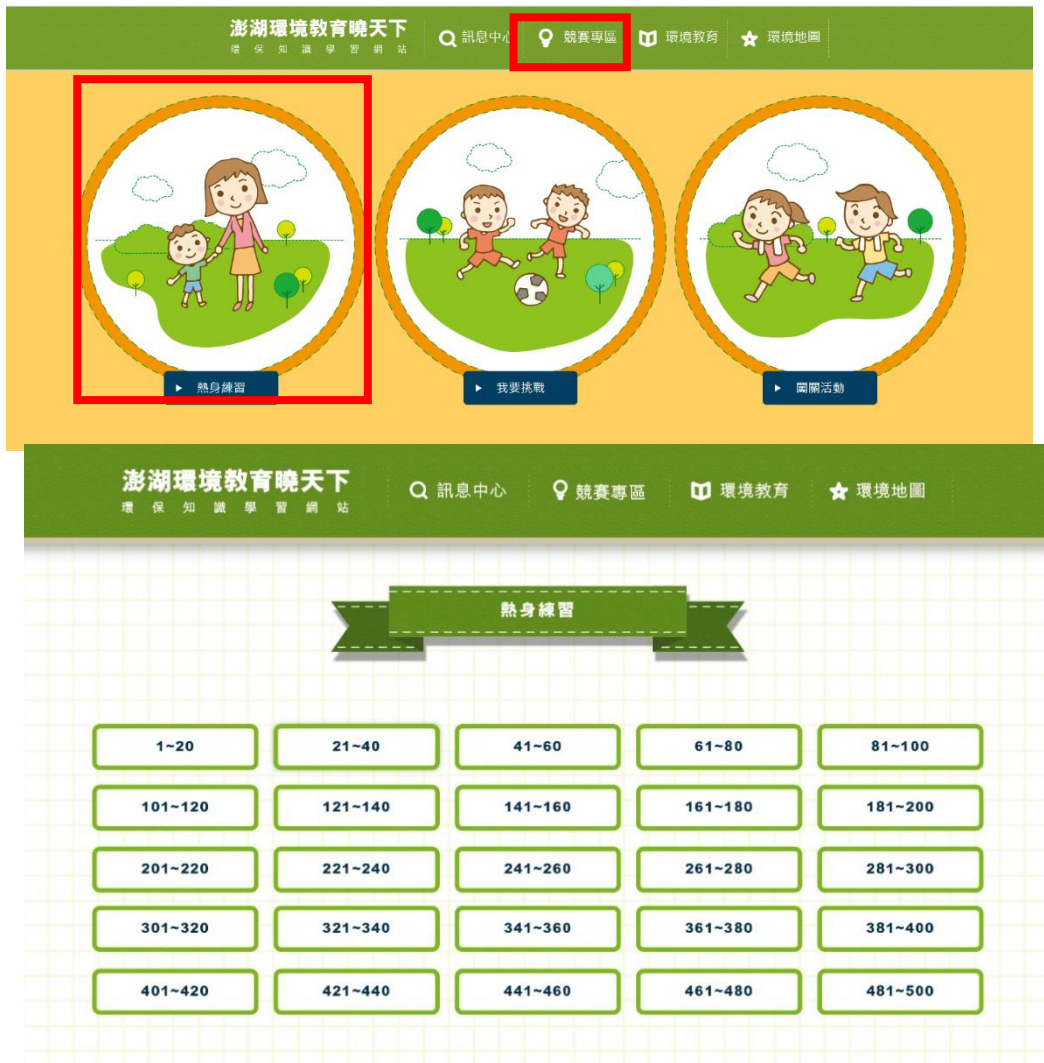 澎湖環境教育曉天下
環保知識學習網站
訊息中心 競賽專區 環境教育 環境地圖
熱身練習 我要挑戰 闖關活動
澎湖環境教育曉天下
環保知識學習網站
訊息中心 競賽專區 環境教育 環境地圖
熱身練習
1~20 21~40 41~60 61~80 81~100
101~120 121~140 141~160 161~180 181~200
201~220 221~240 241~260 261~280 281~300
301~320 321~340 341~360 361~380 381~400
401~420 421~440 441~460 461~480 481~500